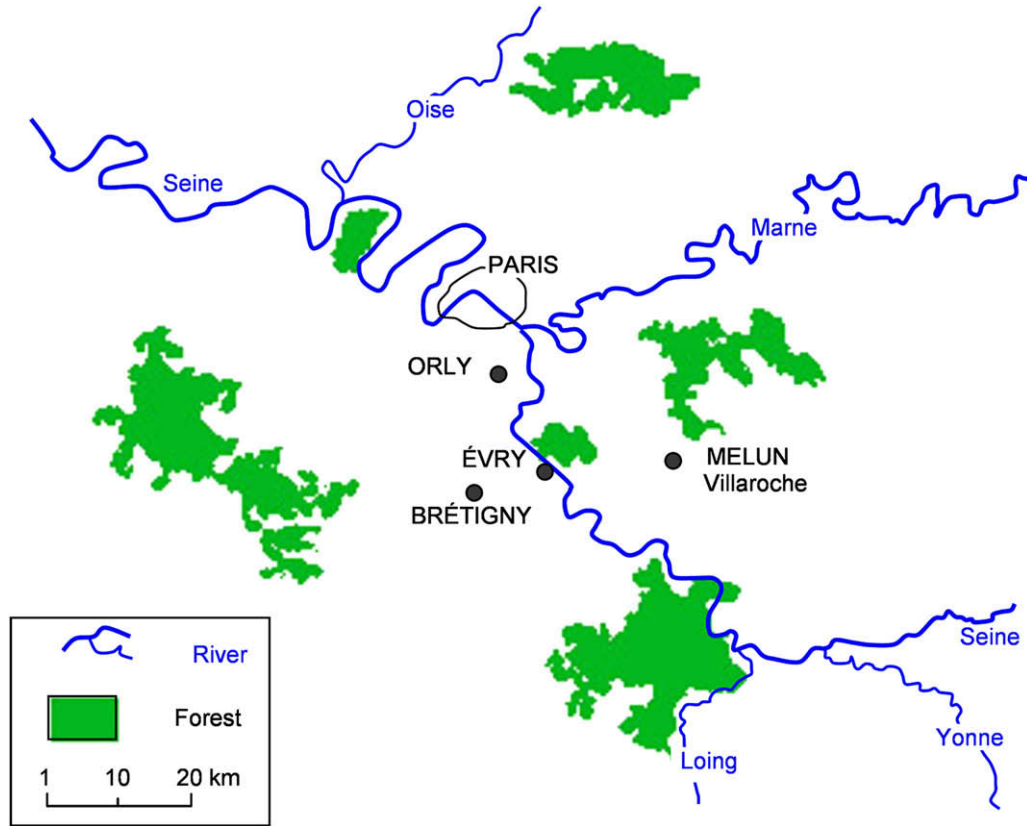 Oise
Seine
Marne
PARIS
ORLY
ÉVRY
MELUN
Villaroche
BRÉTIGNY
Seine
Yonne
Loing
River
Forest
1 10 20 km